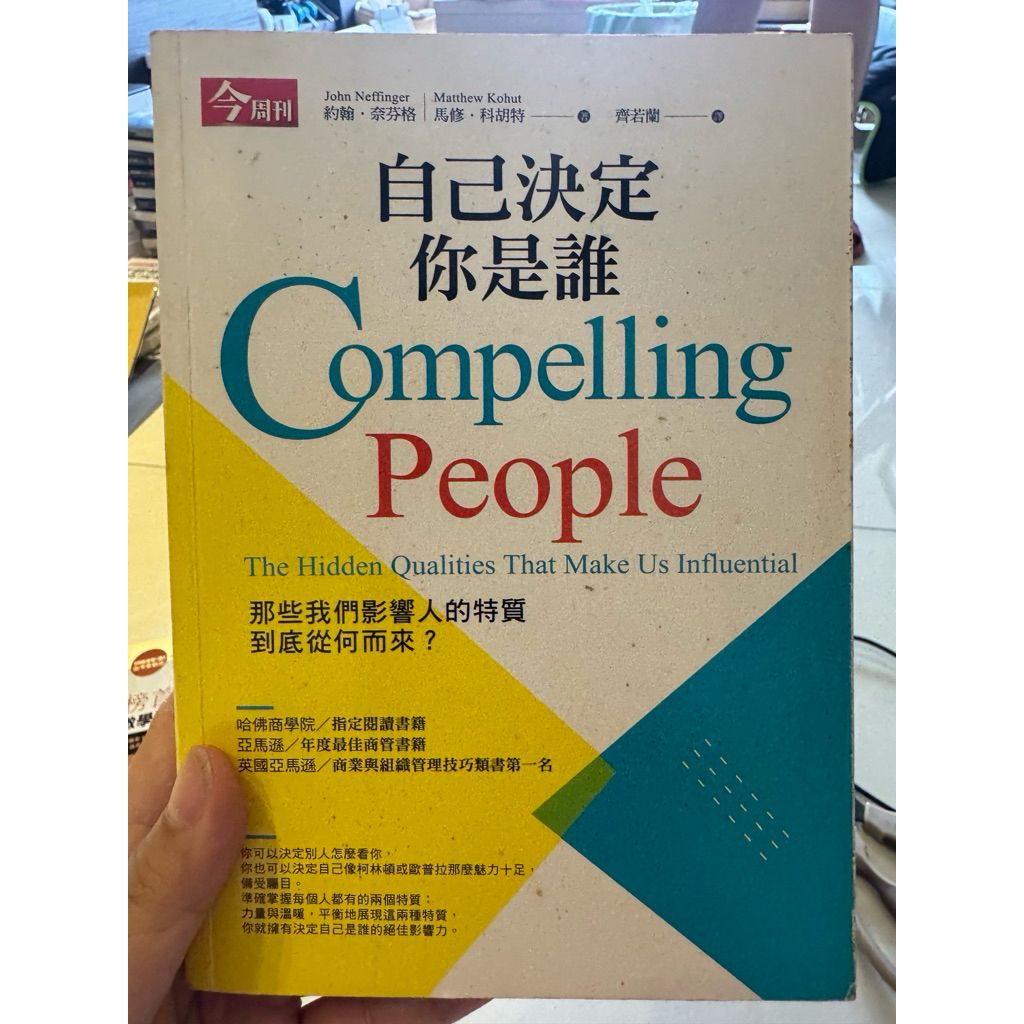 今周刊
John Neffinger
約翰・奈芬格
Matthew Kohut
馬修・科胡特 著
齊若蘭 譯
自己決定
你是誰
Compelling
People
The Hidden Qualities That Make Us Influential
那些我們影響人的特質
到底從何而來？
哈佛商學院／指定閱讀書籍
亞馬遜／年度最佳商管書籍
英國亞馬遜／商業與組織管理技巧類書第一名
你可以決定別人怎麼看你，
你也可以決定自己像柯林頓或歐普拉那麼魅力十足，
備受矚目。
準確掌握每個人都有的兩個特質：
力量與溫暖，平衡地展現這兩種特質，
你就擁有決定自己是誰的絕佳影響力。